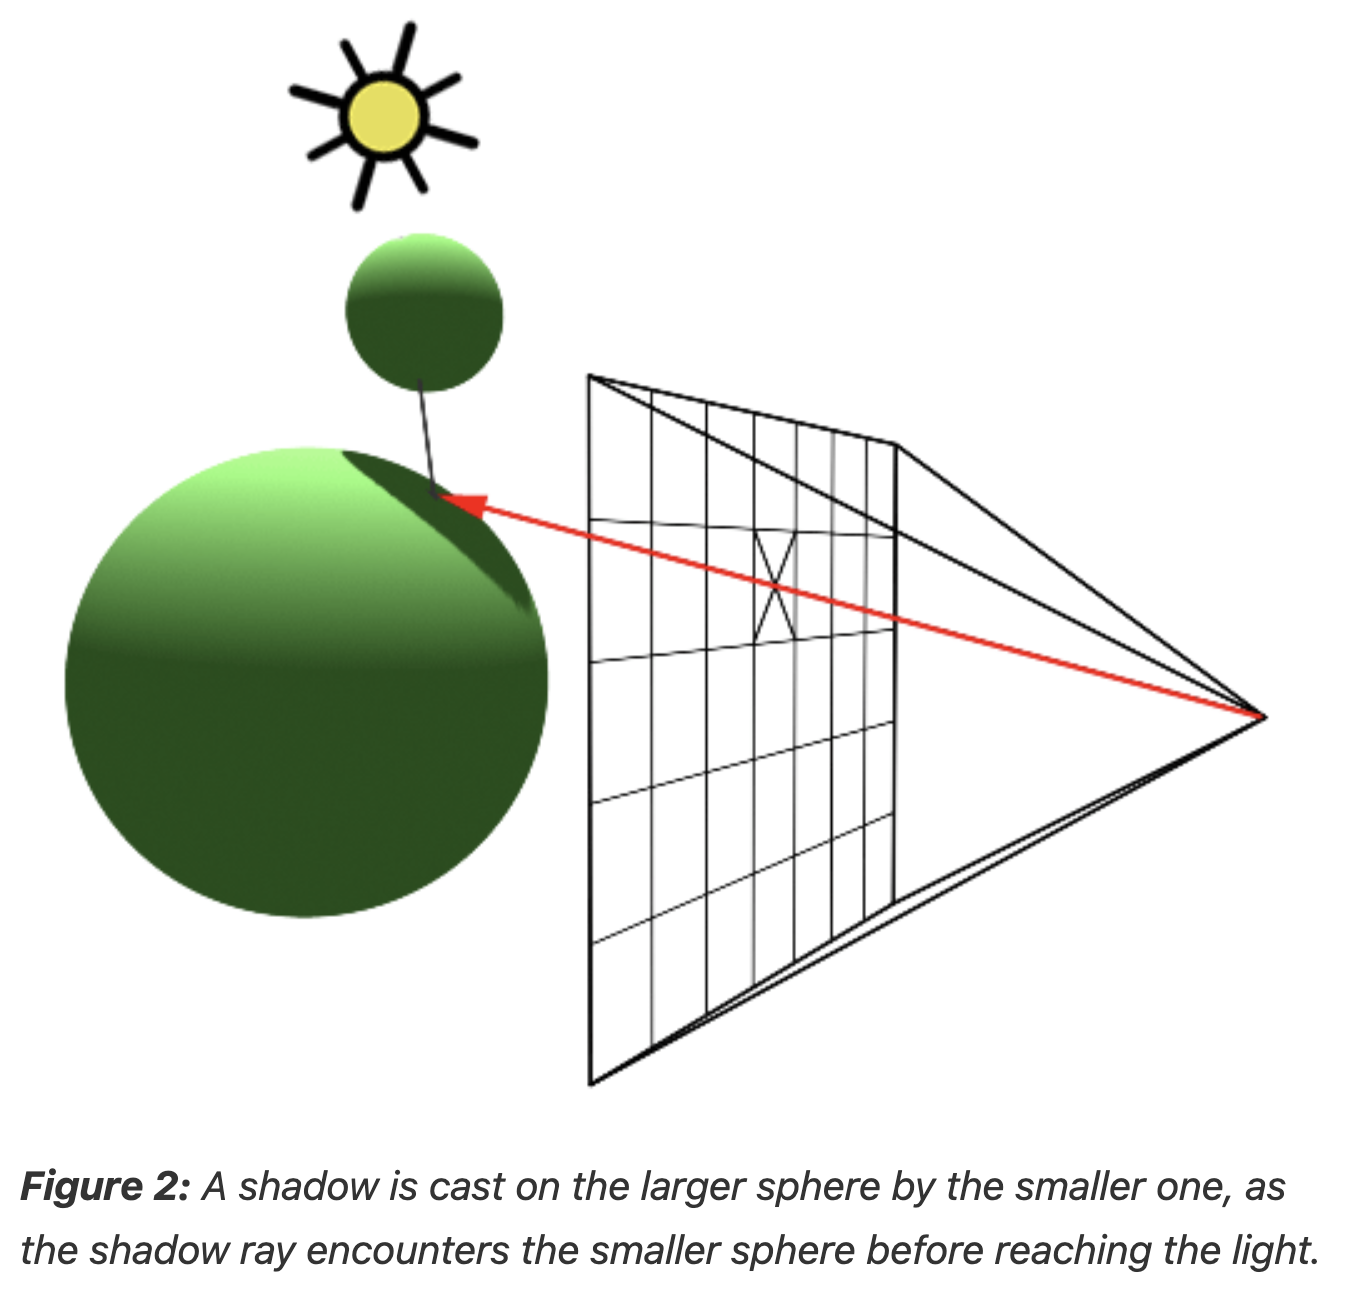 Figure 2: A shadow is cast on the larger sphere by the smaller one, as
the shadow ray encounters the smaller sphere before reaching the light.